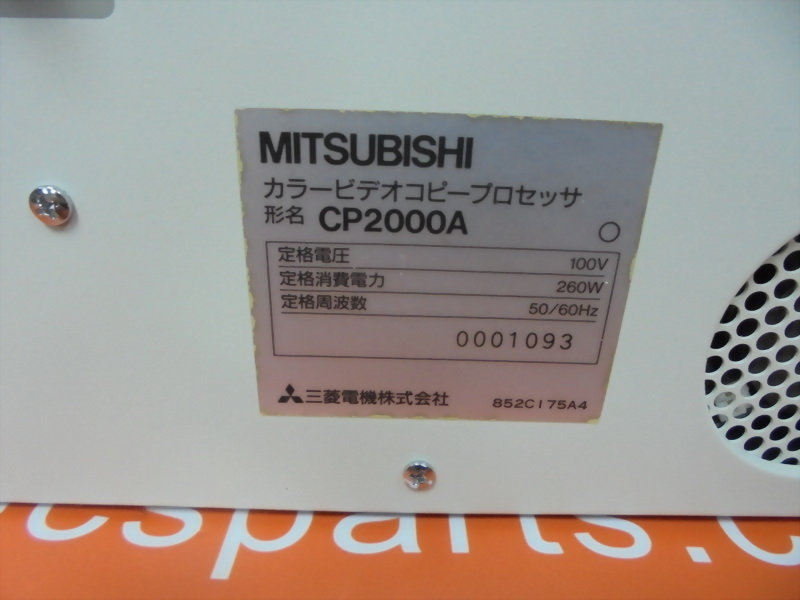 MITSUBISHI
カラービデオコピープロセッサ
形名 CP2000A
定格電圧 100V
定格消費電力 260W
定格周波数 50/60Hz
0001093
三菱電機株式会社 852C175A4
csparts.c